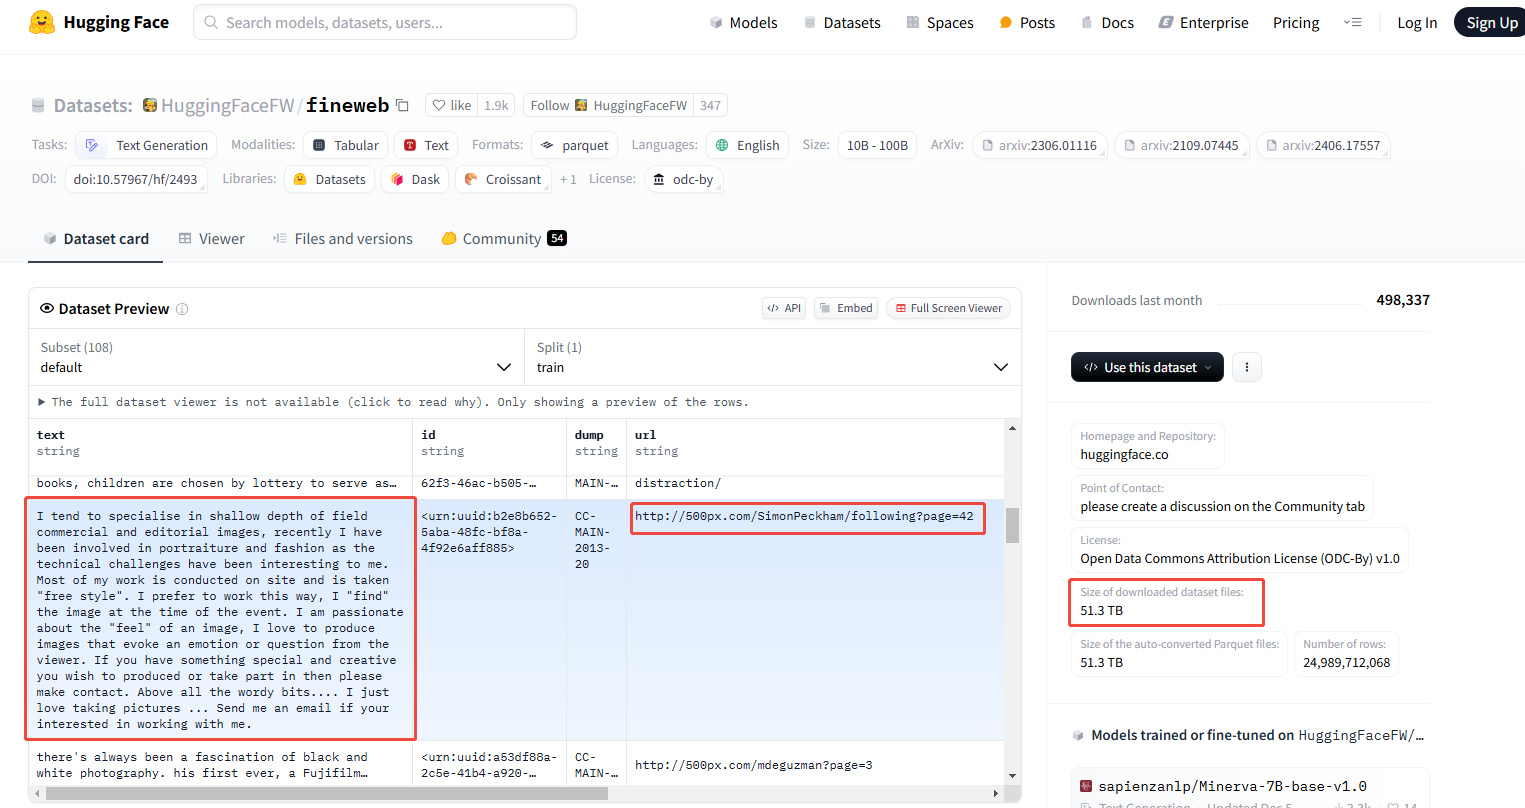 Hugging Face
Search models, datasets, users...
Models
Datasets
Spaces
Posts
Docs
Enterprise
Pricing
Log In
Sign Up
Datasets: HuggingFaceFW/fineweb
like 1.9k
Follow HuggingFaceFW 347
Tasks: Text Generation Modalities: Tabular Text Formats: parquet Languages: English Size: 10B - 100B ArXiv: arxiv:2306.01116 arxiv:2109.07445 arxiv:2406.17557
DOI: doi:10.57967/hf/2493 Libraries: Datasets Dask Croissant + 1 License: odc-by
Dataset card
Viewer
Files and versions
Community 54
Dataset Preview
API
Embed
Full Screen Viewer
Subset (108)
default
Split (1)
train
The full dataset viewer is not available (click to read why). Only showing a preview of the rows.
text
string
id
string
dump
string
url
string
books, children are chosen by lottery to serve as…
62f3-46ac-b505-…
MAIN-…
distraction/
I tend to specialise in shallow depth of field
commercial and editorial images, recently I have
been involved in portraiture and fashion as the
technical challenges have been interesting to me.
Most of my work is conducted on site and is taken
"free style". I prefer to work this way, I "find"
the image at the time of the event. I am passionate
about the "feel" of an image, I love to produce
images that evoke an emotion or question from the
viewer. If you have something special and creative
you wish to produced or take part in then please
make contact. Above all the wordy bits.... I just
love taking pictures ... Send me an email if your
interested in working with me.
<urn:uuid:b2e8b652-
5aba-48fc-bf8a-
4f92e6aff885>
CC-
MAIN-
2013-
20
http://500px.com/SimonPeckham/following?page=42
there's always been a fascination of black and
white photography. his first ever, a Fujifilm…
<urn:uuid:a53df88a-
2c5e-41b4-a920-…
CC-
MAIN-…
http://500px.com/mdeguzman?page=3
Downloads last month
498,337
Use this dataset
Homepage and Repository:
huggingface.co
Point of Contact:
please create a discussion on the Community tab
License:
Open Data Commons Attribution License (ODC-By) v1.0
Size of downloaded dataset files:
51.3 TB
Size of the auto-converted Parquet files:
51.3 TB
Number of rows:
24,989,712,068
Models trained or fine-tuned on HuggingFaceFW/…
sapienzanlp/Minerva-7B-base-v1.0
Text Generation · Updated Dec 5